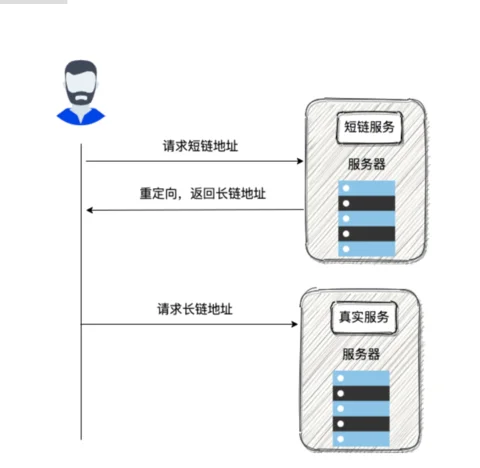 短链服务
请求短链地址
服务器
重定向，返回长链地址
请求长链地址
真实服务
服务器